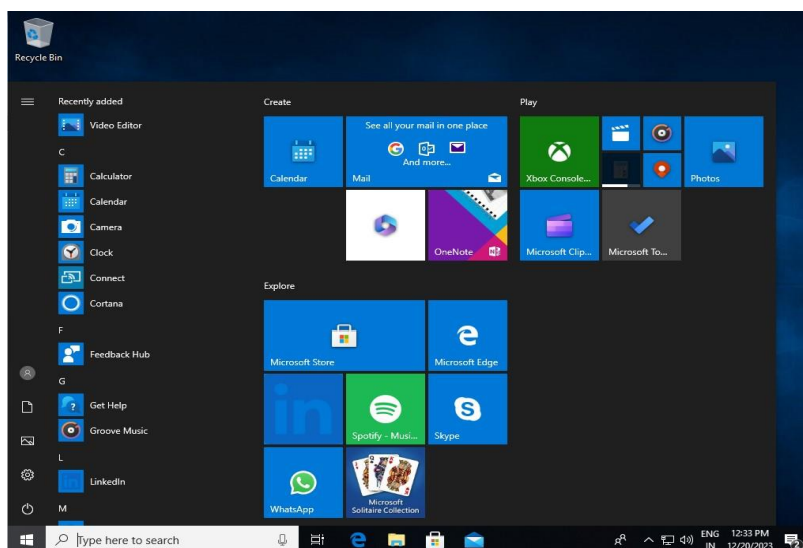 Recycle Bin
Recently added
Video Editor
C
Calculator
Calendar
Camera
Clock
Connect
Cortana
F
Feedback Hub
G
Get Help
Groove Music
L
LinkedIn
M
Create
See all your mail in one place
And more...
Calendar
Mail
OneNote
Explore
Microsoft Store
Microsoft Edge
in
Spotify - Musi...
Skype
WhatsApp
Microsoft
Solitaire Collection
Play
Xbox Console...
Photos
Microsoft Clip...
Microsoft To...
Type here to search
ENG
IN
12:33 PM
12/20/2023
2